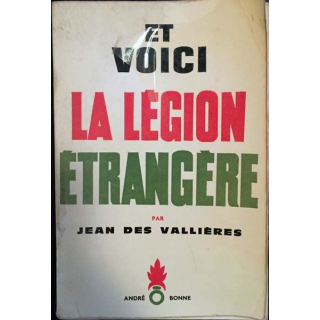 ET
VOICI
LA LÉGION
ÉTRANGÈRE
PAR
JEAN DES VALLIÈRES
ANDRÉ BONNE